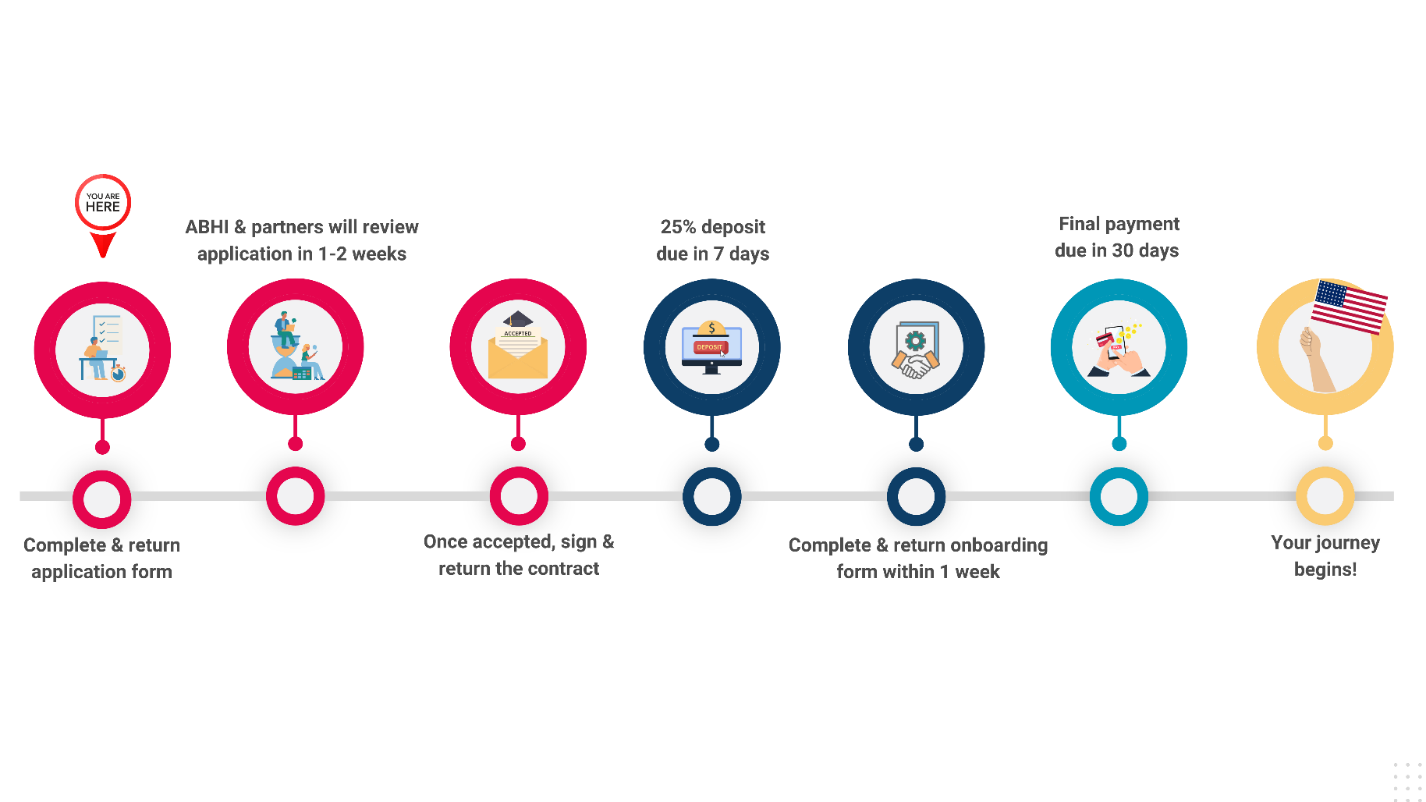 YOU ARE
HERE
Complete & return
application form
ABHI & partners will review
application in 1-2 weeks
ACCEPTED
Once accepted, sign &
return the contract
25% deposit
due in 7 days
$
DEPOSIT
Complete & return onboarding
form within 1 week
Final payment
due in 30 days
Your journey
begins!